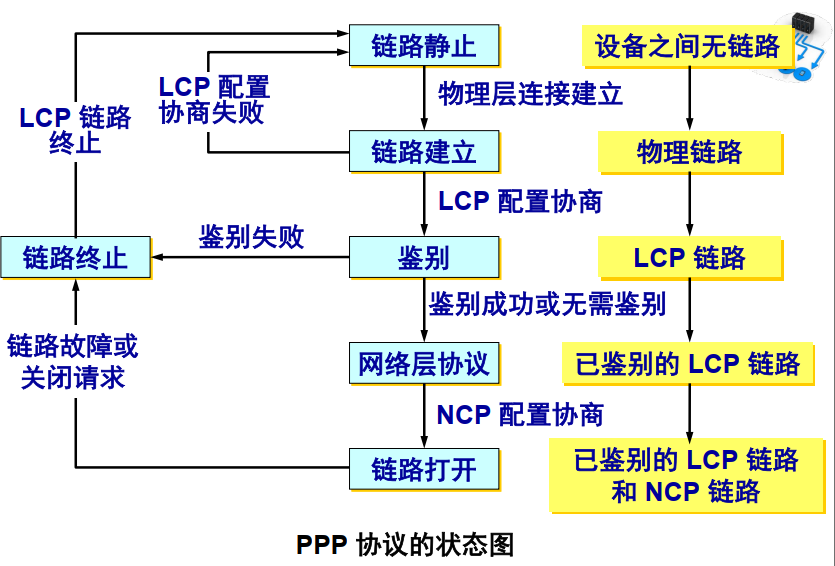 链路静止
设备之间无链路
LCP 配置
协商失败
物理层连接建立
LCP 链路
终止
链路建立
物理链路
LCP 配置协商
鉴别失败
链路终止
鉴别
LCP 链路
鉴别成功或无需鉴别
链路故障或
关闭请求
网络层协议
已鉴别的 LCP 链路
NCP 配置协商
链路打开
已鉴别的 LCP 链路
和 NCP 链路
PPP 协议的状态图